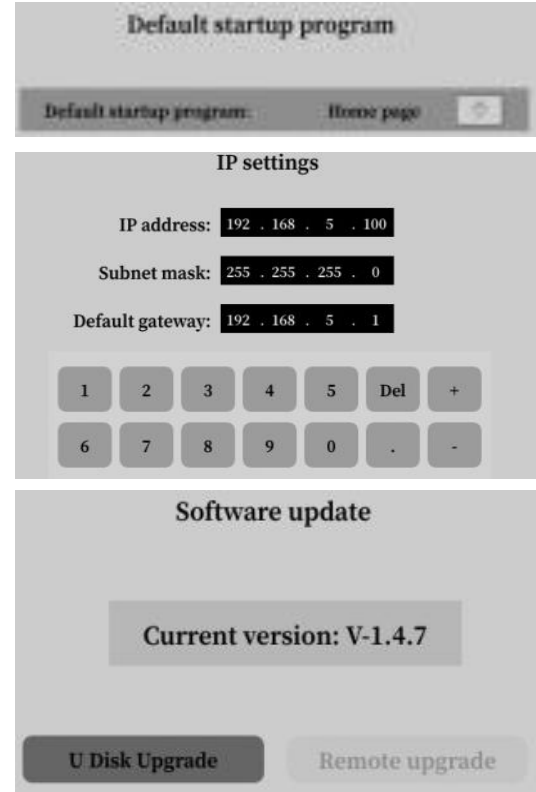 Default startup program
Default startup program: Home page
IP settings
IP address: 192 . 168 . 5 . 100
Subnet mask: 255 . 255 . 255 . 0
Default gateway: 192 . 168 . 5 . 1
1 2 3 4 5 Del +
6 7 8 9 0 . -
Software update
Current version: V-1.4.7
U Disk Upgrade Remote upgrade